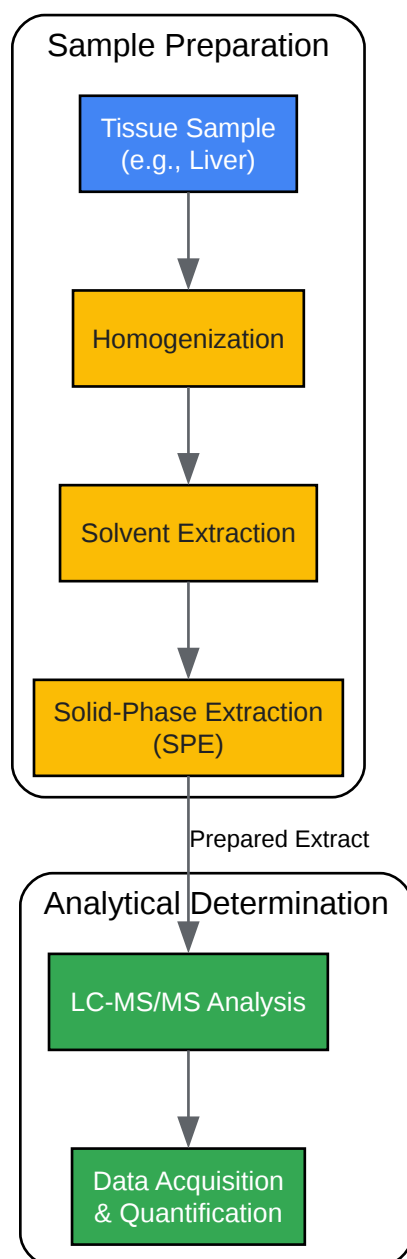 Sample Preparation
Tissue Sample
(e.g., Liver)
Homogenization
Solvent Extraction
Solid-Phase Extraction
(SPE)
Prepared Extract
Analytical Determination
LC-MS/MS Analysis
Data Acquisition
& Quantification